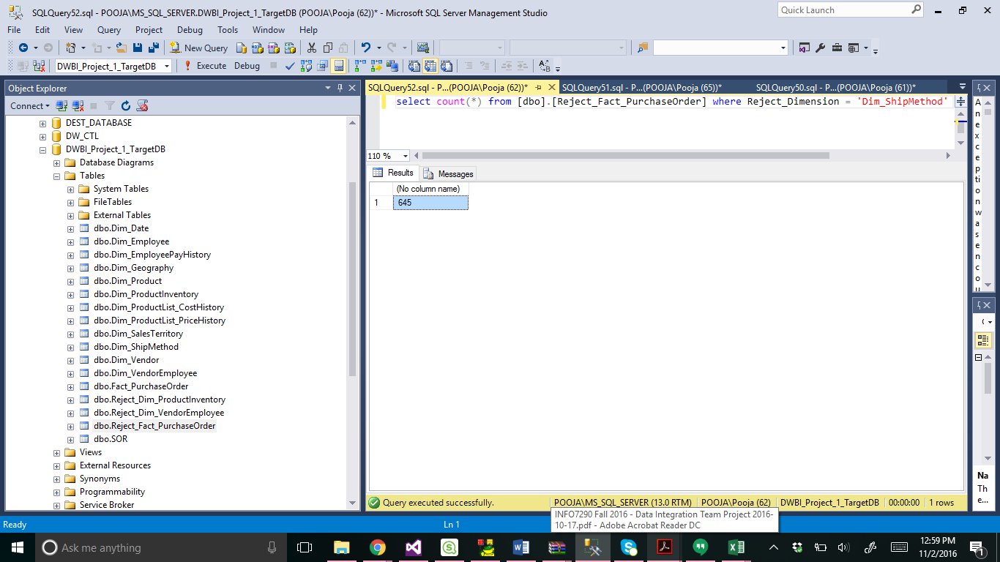 SQLQuery52.sql - POOJA\MS_SQL_SERVER.DWBI_Project_1_TargetDB (POOJA\Pooja (62))* - Microsoft SQL Server Management Studio
Quick Launch
File Edit View Query Project Debug Tools Window Help
New Query
DWBI_Project_1_TargetDB
Execute Debug
Object Explorer
Connect
DEST_DATABASE
DW_CTL
DWBI_Project_1_TargetDB
Database Diagrams
Tables
System Tables
FileTables
External Tables
dbo.Dim_Date
dbo.Dim_Employee
dbo.Dim_EmployeePayHistory
dbo.Dim_Geography
dbo.Dim_Product
dbo.Dim_ProductInventory
dbo.Dim_ProductList_CostHistory
dbo.Dim_ProductList_PriceHistory
dbo.Dim_SalesTerritory
dbo.Dim_ShipMethod
dbo.Dim_Vendor
dbo.Dim_VendorEmployee
dbo.Fact_PurchaseOrder
dbo.Reject_Dim_ProductInventory
dbo.Reject_Dim_VendorEmployee
dbo.Reject_Fact_PurchaseOrder
dbo.SOR
Views
External Resources
Synonyms
Programmability
Service Broker
SQLQuery52.sql - P...(POOJA\Pooja (62))* SQLQuery51.sql - P...(POOJA\Pooja (65))* SQLQuery50.sql - P...(POOJA\Pooja (61))*
select count(*) from [dbo].[Reject_Fact_PurchaseOrder] where Reject_Dimension = 'Dim_ShipMethod'
110 %
Results Messages
(No column name)
1 645
Query executed successfully. POOJA\MS_SQL_SERVER (13.0 RTM) POOJA\Pooja (62) DWBI_Project_1_TargetDB 00:00:00 1 rows
INFO7290 Fall 2016 - Data Integration Team Project 2016-
10-17.pdf - Adobe Acrobat Reader DC
A
n
e
x
c
e
p
ti
o
n
w
a
s
e
n
c
o
u
Na
Th
e...
Ready Ln 1
Ask me anything
12:59 PM
11/2/2016
1